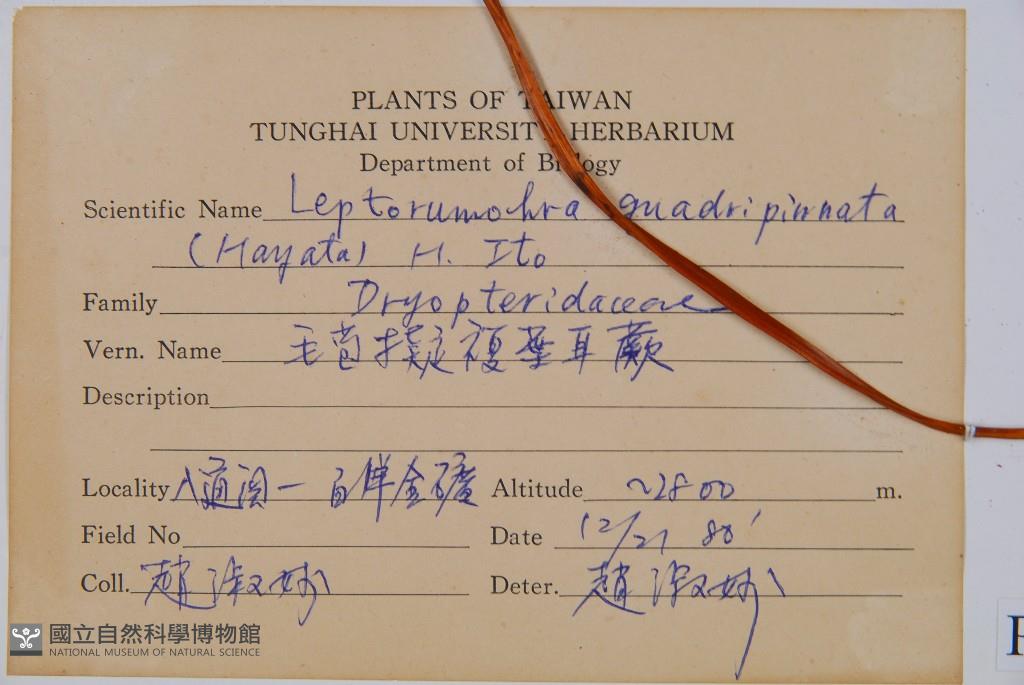 PLANTS OF TAIWAN
TUNGHAI UNIVERSITY HERBARIUM
Department of Biology
Scientific Name Leptorumohra quadripinnata
(Hayata) H. Ito
Family Dryopteridaceae
Vern. Name 毛苞擬複葉耳蕨
Description
Locality 八通関一百洋金礦 Altitude ~2800 m.
Field No Date 12/21 80'
Coll. 趙淑妙 Deter. 趙淑妙
國立自然科學博物館
NATIONAL MUSEUM OF NATURAL SCIENCE